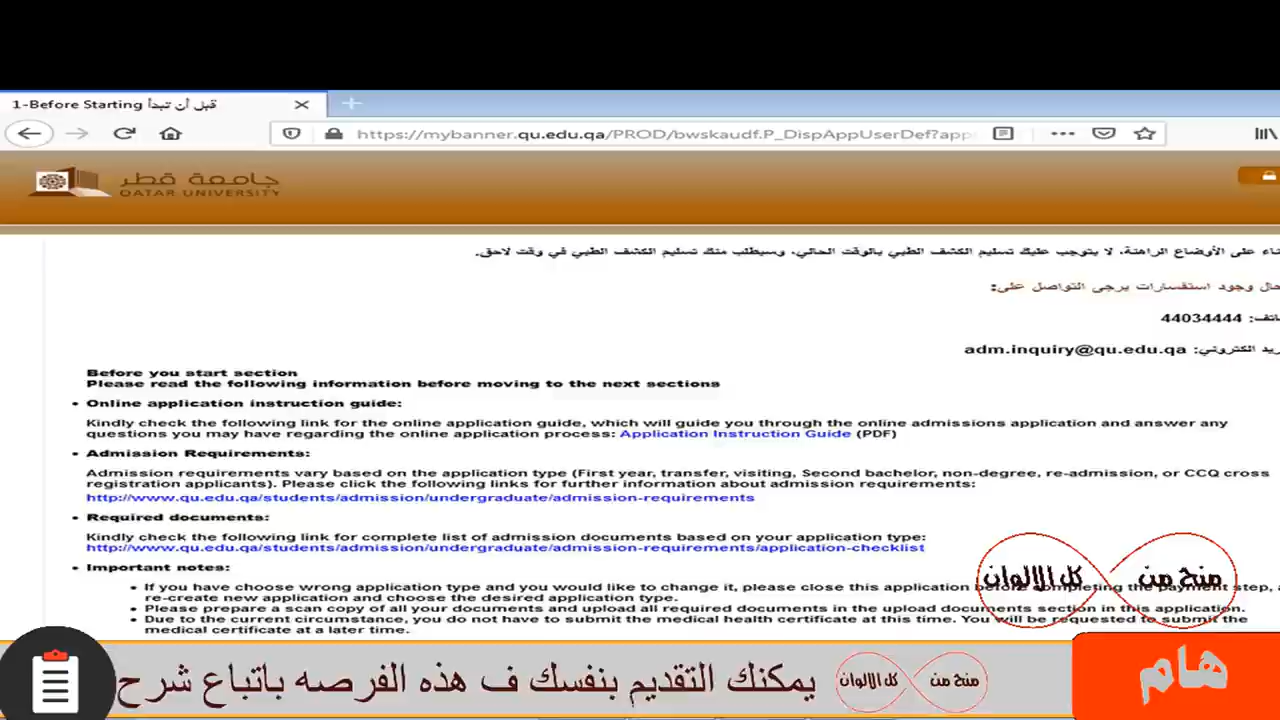 1-Before Starting قبل أن تبدأ
https://mybanner.qu.edu.qa/PROD/bwskaudf.P_DispAppUserDef?app
جامعة قطر
QATAR UNIVERSITY
على الأوضاع الراهنة، لا يتوجب عليك تسليم الكشف الطبي بالوقت الحالي، وسيطلب منك تسليم الكشف الطبي في وقت لاحق.
حال وجود استفسارات يرجى التواصل على:
44034444
adm.inquiry@qu.edu.qa الكتروني:
Before you start section
Please read the following information before moving to the next sections
• Online application instruction guide:
Kindly check the following link for the online application guide, which will guide you through the online admissions application and answer any
questions you may have regarding the online application process: Application Instruction Guide (PDF)
• Admission Requirements:
Admission requirements vary based on the application type (First year, transfer, visiting, Second bachelor, non-degree, re-admission, or CCQ cross
registration applicants). Please click the following links for further information about admission requirements:
http://www.qu.edu.qa/students/admission/undergraduate/admission-requirements
• Required documents:
Kindly check the following link for complete list of admission documents based on your application type:
http://www.qu.edu.qa/students/admission/undergraduate/admission-requirements/application-checklist
• Important notes:
• If you have choose wrong application type and you would like to change it, please close this application before completing the payment step,
re-create new application and choose the desired application type.
• Please prepare a scan copy of all your documents and upload all required documents in the upload documents section in this application.
• Due to the current circumstance, you do not have to submit the medical health certificate at this time. You will be requested to submit the
medical certificate at a later time.
منح من كل الالوان
هام
منح من كل الالوان
يمكنك التقديم بنفسك ف هذه الفرصه باتباع شرح